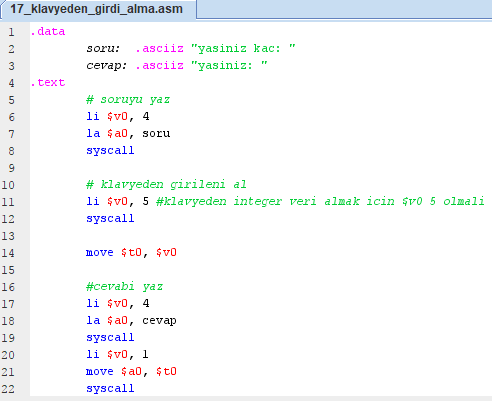 17_klavyeden_girdi_alma.asm
1 .data
2 soru: .asciiz "yasiniz kac: "
3 cevap: .asciiz "yasiniz: "
4 .text
5 # soruyu yaz
6 li $v0, 4
7 la $a0, soru
8 syscall
9
10 # klavyeden girileni al
11 li $v0, 5 #klavyeden integer veri almak icin $v0 5 olmali
12 syscall
13
14 move $t0, $v0
15
16 #cevabi yaz
17 li $v0, 4
18 la $a0, cevap
19 syscall
20 li $v0, 1
21 move $a0, $t0
22 syscall